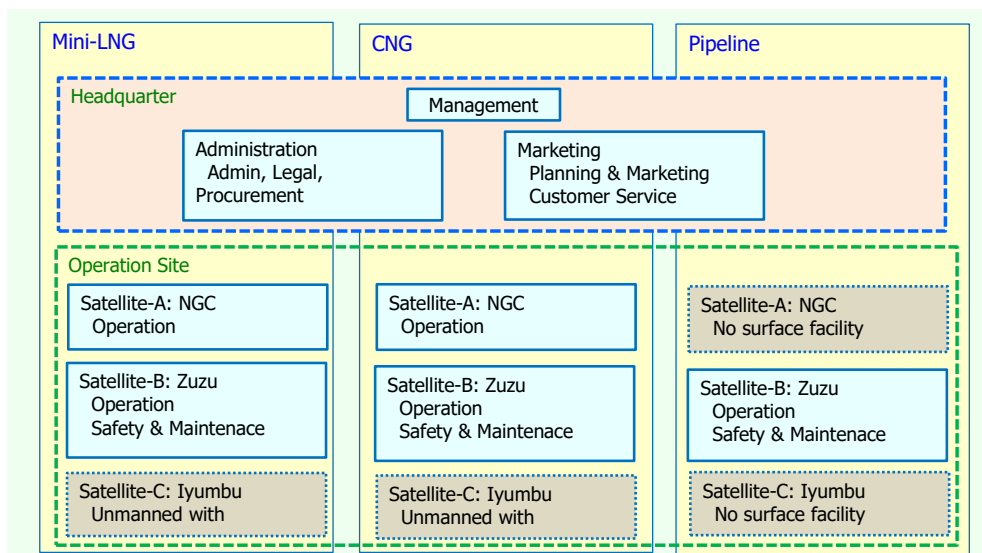 Mini-LNG
CNG
Pipeline
Headquarter
Management
Administration
Admin, Legal,
Procurement
Marketing
Planning & Marketing
Customer Service
Operation Site
Satellite-A: NGC
Operation
Satellite-B: Zuzu
Operation
Safety & Maintenace
Satellite-C: Iyumbu
Unmanned with
Satellite-A: NGC
Operation
Satellite-B: Zuzu
Operation
Safety & Maintenace
Satellite-C: Iyumbu
Unmanned with
Satellite-A: NGC
No surface facility
Satellite-B: Zuzu
Operation
Safety & Maintenace
Satellite-C: Iyumbu
No surface facility